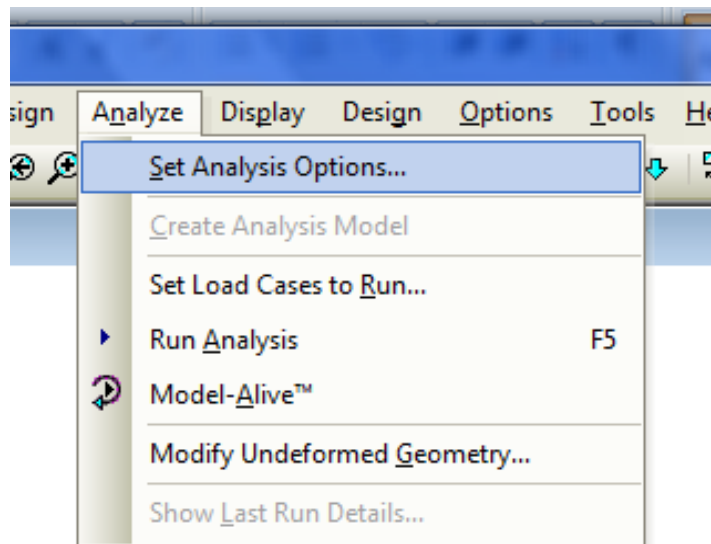 sign Analyze Display Design Options Tools He
Set Analysis Options...
Create Analysis Model
Set Load Cases to Run...
Run Analysis F5
Model-Alive™
Modify Undeformed Geometry...
Show Last Run Details...